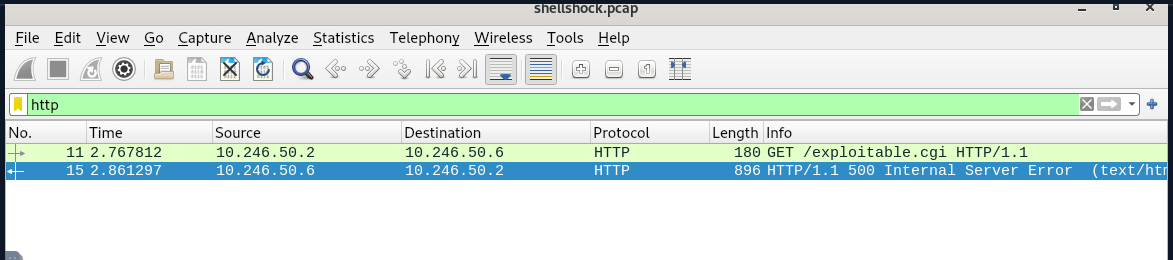 shellshock.pcap
File Edit View Go Capture Analyze Statistics Telephony Wireless Tools Help
http
No. Time Source Destination Protocol Length Info
11 2.767812 10.246.50.2 10.246.50.6 HTTP 180 GET /exploitable.cgi HTTP/1.1
15 2.861297 10.246.50.6 10.246.50.2 HTTP 896 HTTP/1.1 500 Internal Server Error (text/htm